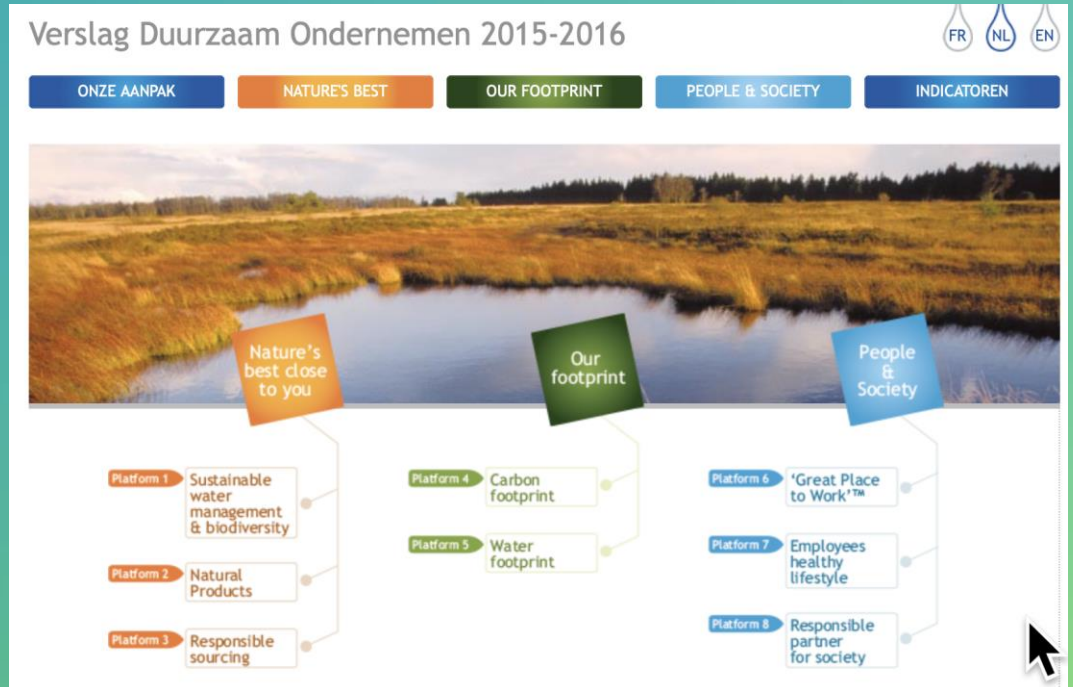 Verslag Duurzaam Ondernemen 2015-2016
FR NL EN
ONZE AANPAK
NATURE'S BEST
OUR FOOTPRINT
PEOPLE & SOCIETY
INDICATOREN
Nature's
best close
to you
Our
footprint
People
&
Society
Platform 1
Sustainable
water
management
& biodiversity
Platform 2
Natural
Products
Platform 3
Responsible
sourcing
Platform 4
Carbon
footprint
Platform 5
Water
footprint
Platform 6
‘Great Place
to Work’™
Platform 7
Employees
healthy
lifestyle
Platform 8
Responsible
partner
for society